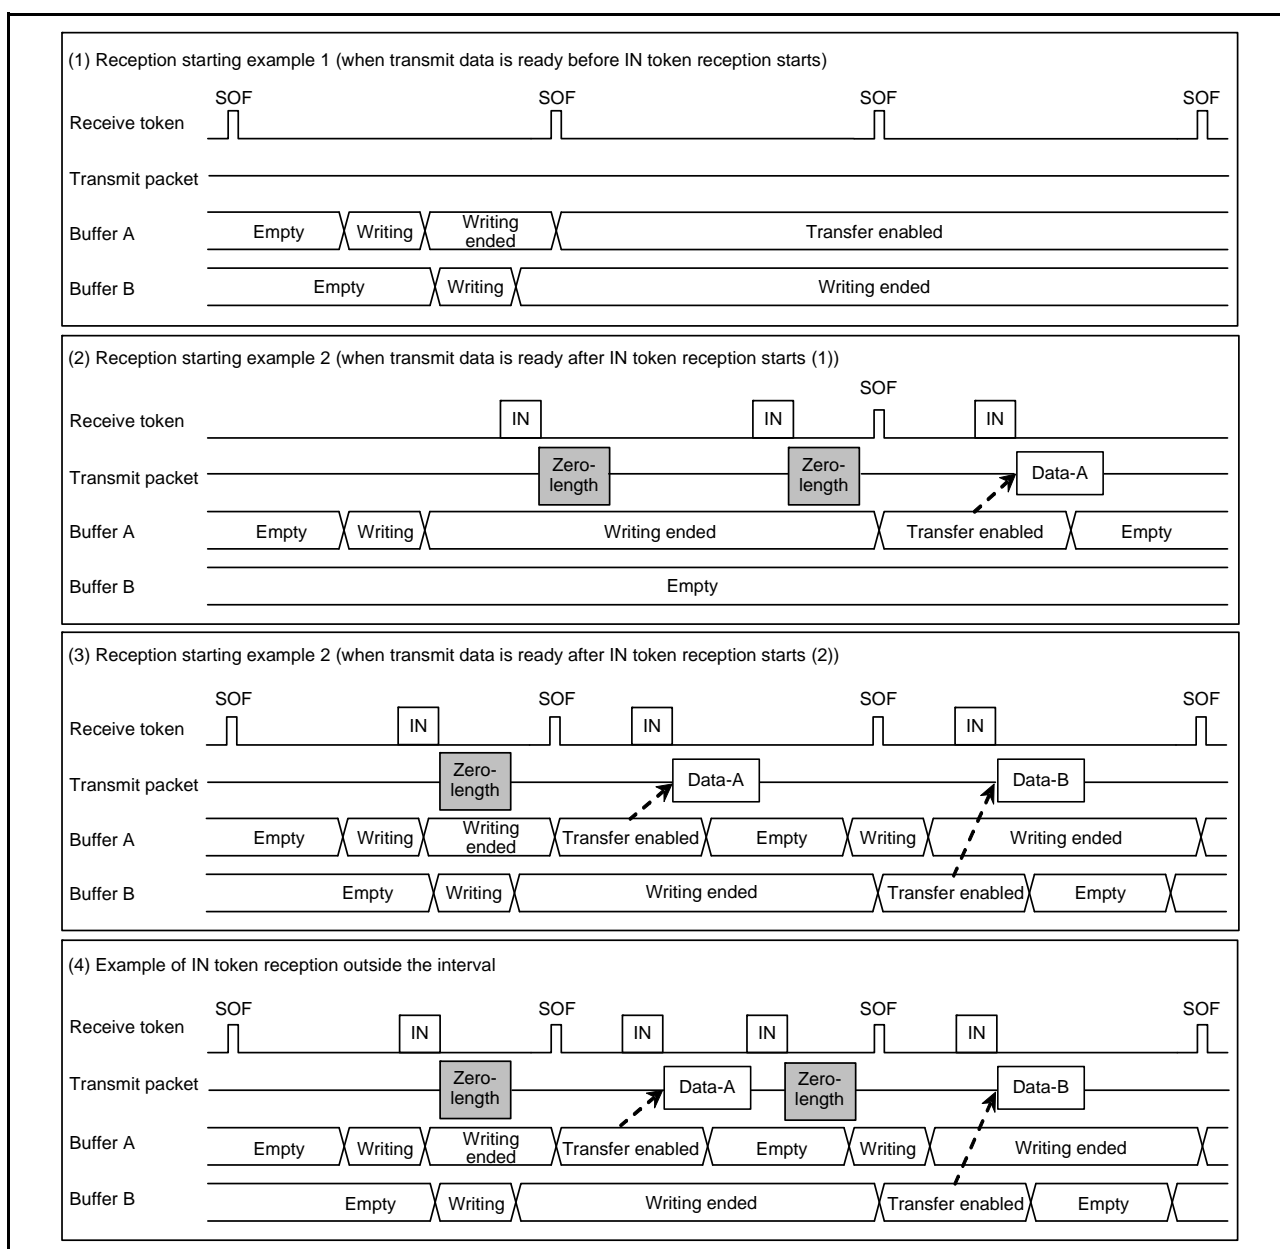 (1) Reception starting example 1 (when transmit data is ready before IN token reception starts)
SOF SOF SOF SOF
Receive token
Transmit packet
Buffer A Empty Writing Writing ended Transfer enabled
Buffer B Empty Writing Writing ended
(2) Reception starting example 2 (when transmit data is ready after IN token reception starts (1))
SOF
Receive token IN IN IN
Transmit packet Zero-length Zero-length Data-A
Buffer A Empty Writing Writing ended Transfer enabled Empty
Buffer B Empty
(3) Reception starting example 2 (when transmit data is ready after IN token reception starts (2))
SOF SOF SOF SOF
Receive token IN IN IN
Transmit packet Zero-length Data-A Data-B
Buffer A Empty Writing Writing ended Transfer enabled Empty Writing Writing ended
Buffer B Empty Writing Writing ended Transfer enabled Empty
(4) Example of IN token reception outside the interval
SOF SOF SOF SOF
Receive token IN IN IN IN
Transmit packet Zero-length Data-A Zero-length Data-B
Buffer A Empty Writing Writing ended Transfer enabled Empty Writing Writing ended
Buffer B Empty Writing Writing ended Transfer enabled Empty